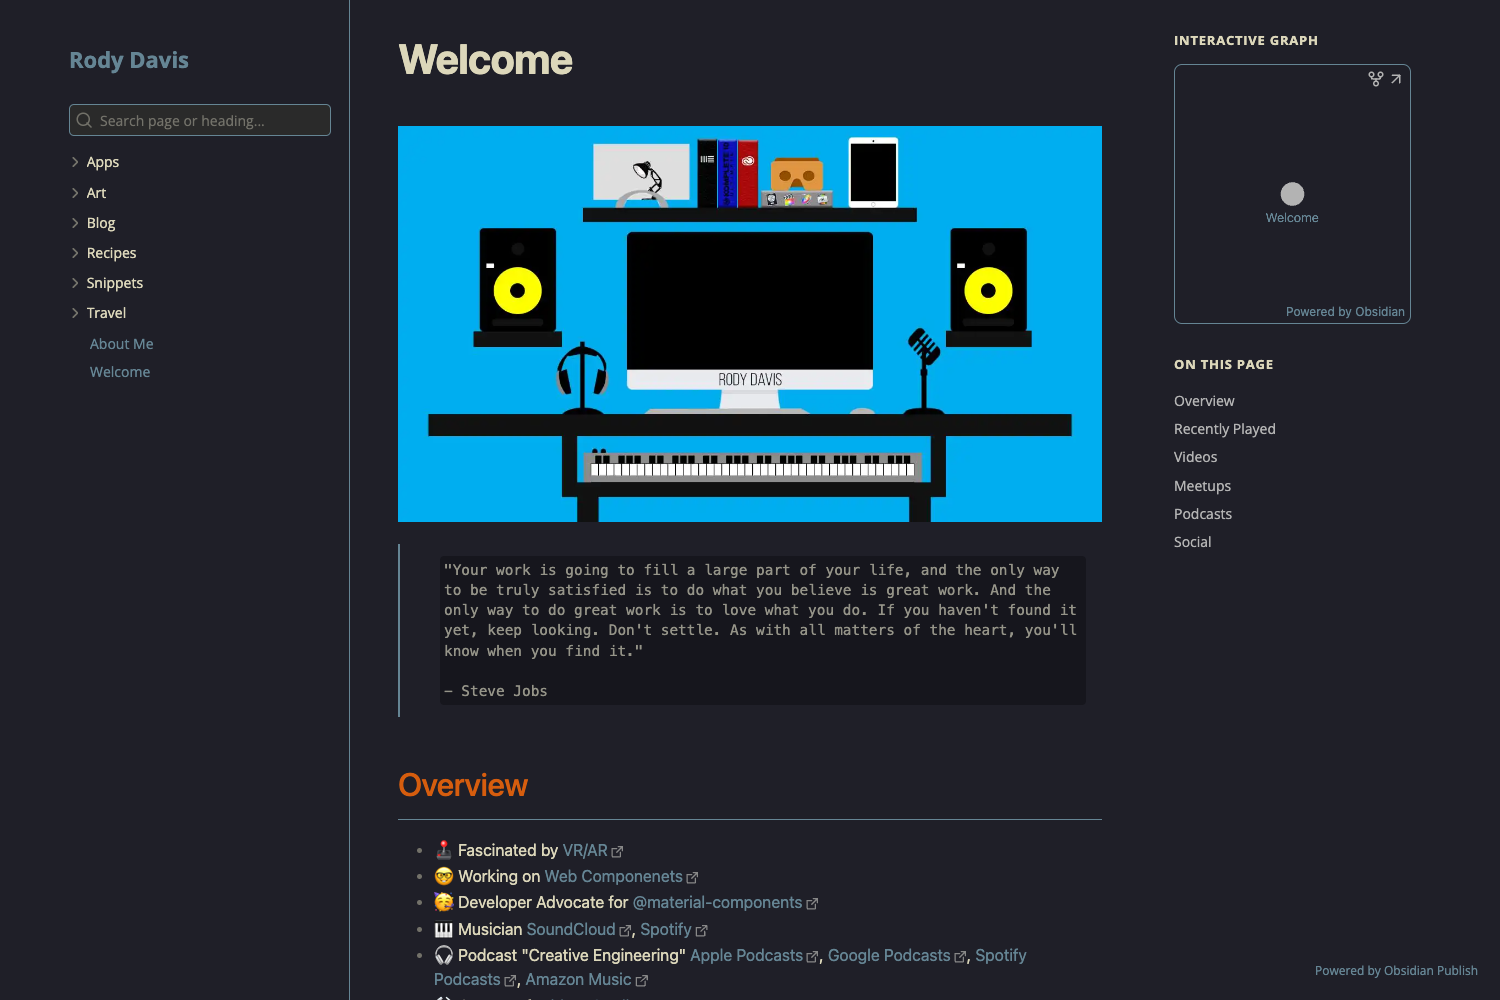 Rody Davis
Search page or heading...
Apps
Art
Blog
Recipes
Snippets
Travel
About Me
Welcome
Welcome
RODY DAVIS
"Your work is going to fill a large part of your life, and the only way
to be truly satisfied is to do what you believe is great work. And the
only way to do great work is to love what you do. If you haven't found it
yet, keep looking. Don't settle. As with all matters of the heart, you'll
know when you find it."
– Steve Jobs
Overview
Fascinated by VR/AR
Working on Web Componenets
Developer Advocate for @material-components
Musician SoundCloud, Spotify
Podcast "Creative Engineering" Apple Podcasts, Google Podcasts, Spotify
Podcasts, Amazon Music
INTERACTIVE GRAPH
Welcome
Powered by Obsidian
ON THIS PAGE
Overview
Recently Played
Videos
Meetups
Podcasts
Social
Powered by Obsidian Publish